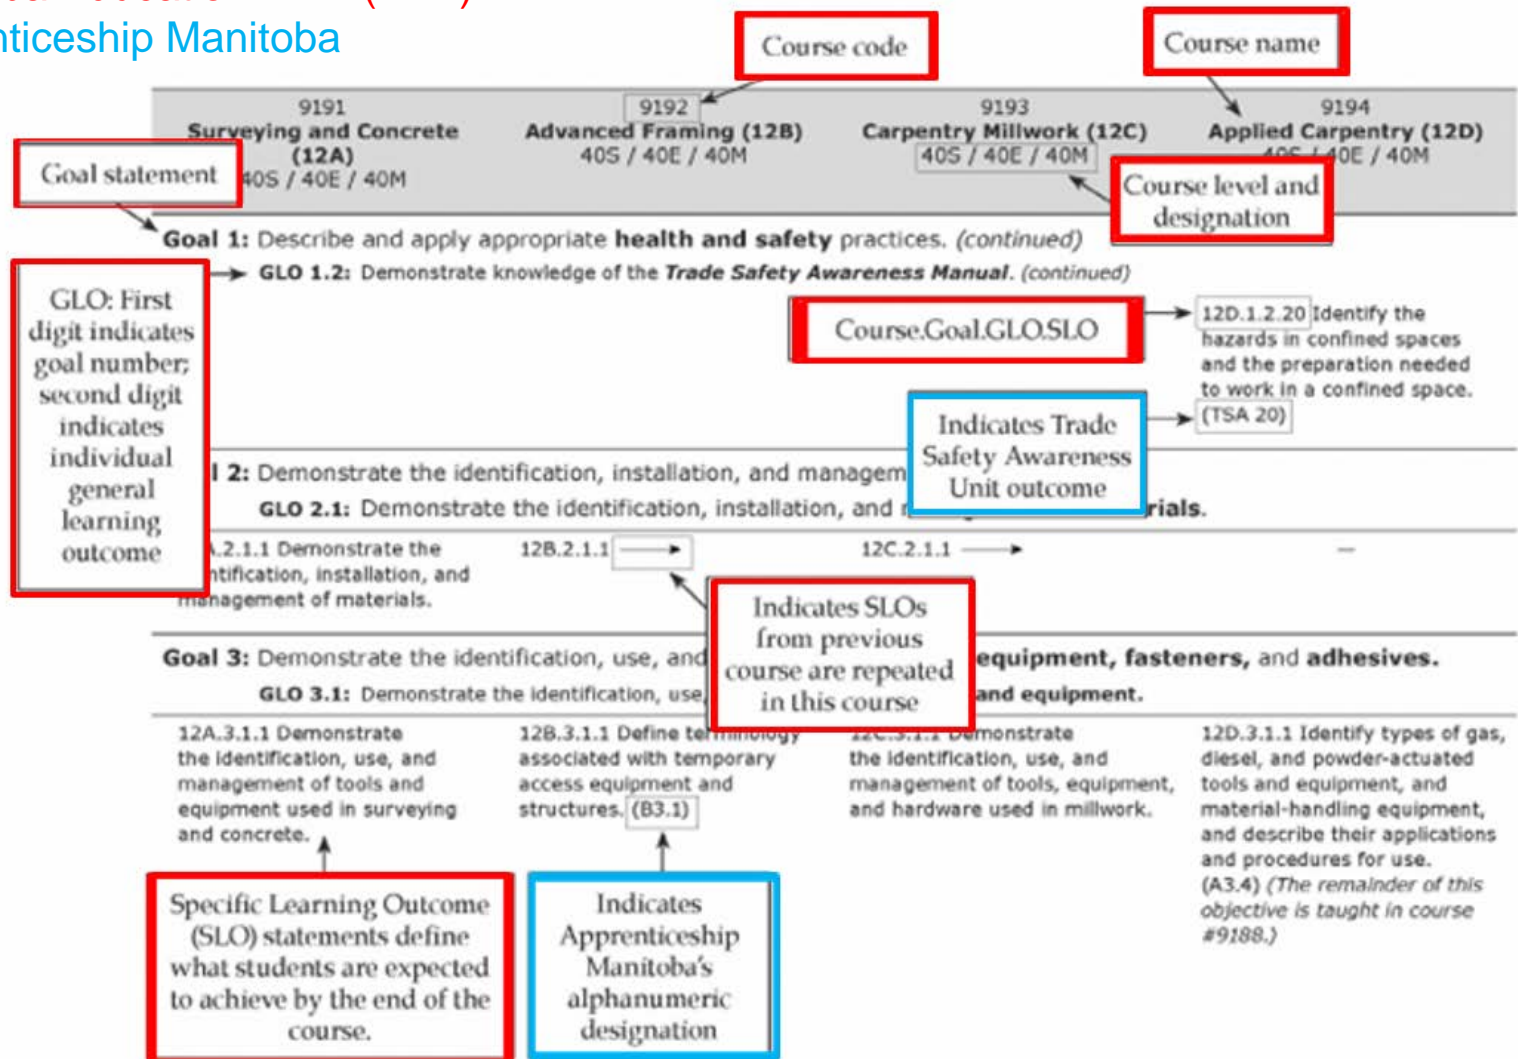 nticeship Manitoba
Course code
Course name
9191
Surveying and Concrete
(12A)
40S / 40E / 40M
9192
Advanced Framing (12B)
40S / 40E / 40M
9193
Carpentry Millwork (12C)
40S / 40E / 40M
9194
Applied Carpentry (12D)
40S / 40E / 40M
Goal statement
Course level and
designation
Goal 1: Describe and apply appropriate health and safety practices. (continued)
GLO 1.2: Demonstrate knowledge of the Trade Safety Awareness Manual. (continued)
GLO: First
digit indicates
goal number;
second digit
indicates
individual
general
learning
outcome
Course.Goal.GLO.SLO
12D.1.2.20 Identify the
hazards in confined spaces
and the preparation needed
to work in a confined space.
(TSA 20)
Indicates Trade
Safety Awareness
Unit outcome
l 2: Demonstrate the identification, installation, and managem
GLO 2.1: Demonstrate the identification, installation, and rials.
.2.1.1 Demonstrate the
ntification, installation, and
management of materials.
12B.2.1.1 →
12C.2.1.1 →
—
Indicates SLOs
from previous
course are repeated
in this course
Goal 3: Demonstrate the identification, use, and equipment, fasteners, and adhesives.
GLO 3.1: Demonstrate the identification, use, and equipment.
12A.3.1.1 Demonstrate
the identification, use, and
management of tools and
equipment used in surveying
and concrete.
12B.3.1.1 Define terminology
associated with temporary
access equipment and
structures. (B3.1)
12C.3.1.1 Demonstrate
the identification, use, and
management of tools, equipment,
and hardware used in millwork.
12D.3.1.1 Identify types of gas,
diesel, and powder-actuated
tools and equipment, and
material-handling equipment,
and describe their applications
and procedures for use.
(A3.4) (The remainder of this
objective is taught in course
#9188.)
Specific Learning Outcome
(SLO) statements define
what students are expected
to achieve by the end of the
course.
Indicates
Apprenticeship
Manitoba's
alphanumeric
designation